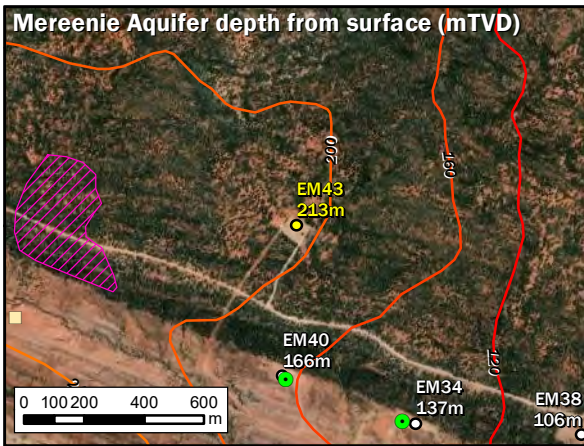 Mereenie Aquifer depth from surface (mTVD)
200
160
EM43
213m
120
EM40
166m
EM34
137m
EM38
106m
0 100 200 400 600
m